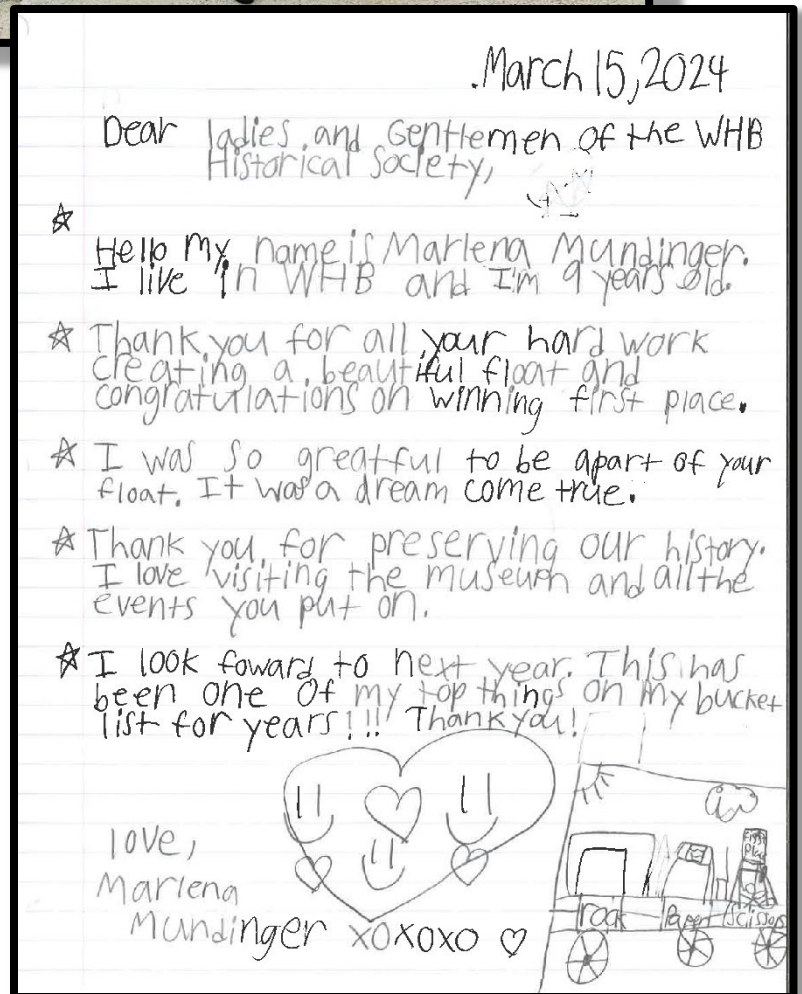 March 15, 2024
Dear ladies and Gentlemen of the WHB
Historical Society,
Hello My name is Marlena Mundinger.
I live in WHB and I'm 9 years old.
Thank you for all your hard work
creating a beautiful float and
congratulations on winning first place.
I was so greatful to be apart of your
float. It was a dream come true.
Thank you for preserving our history.
I love visiting the museum and all the
events you put on.
I look foward to next year. This has
been one of my top things on my bucket
list for years!!!! Thank you!
love,
Marlena
Mundinger xoxoxo
First
Place
rock Paper Scissors